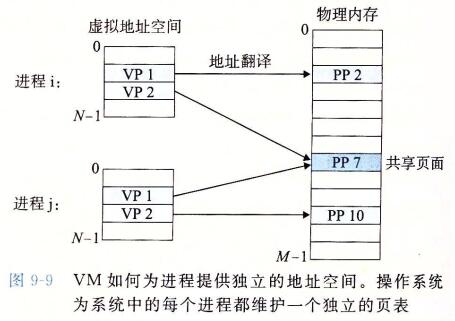 虚拟地址空间
物理内存
0
0
地址翻译
进程i:
VP 1
PP 2
VP 2
N-1
0
PP 7
共享页面
进程j:
VP 1
VP 2
PP 10
N-1
M-1
图 9-9 VM 如何为进程提供独立的地址空间。操作系统
为系统中的每个进程都维护一个独立的页表